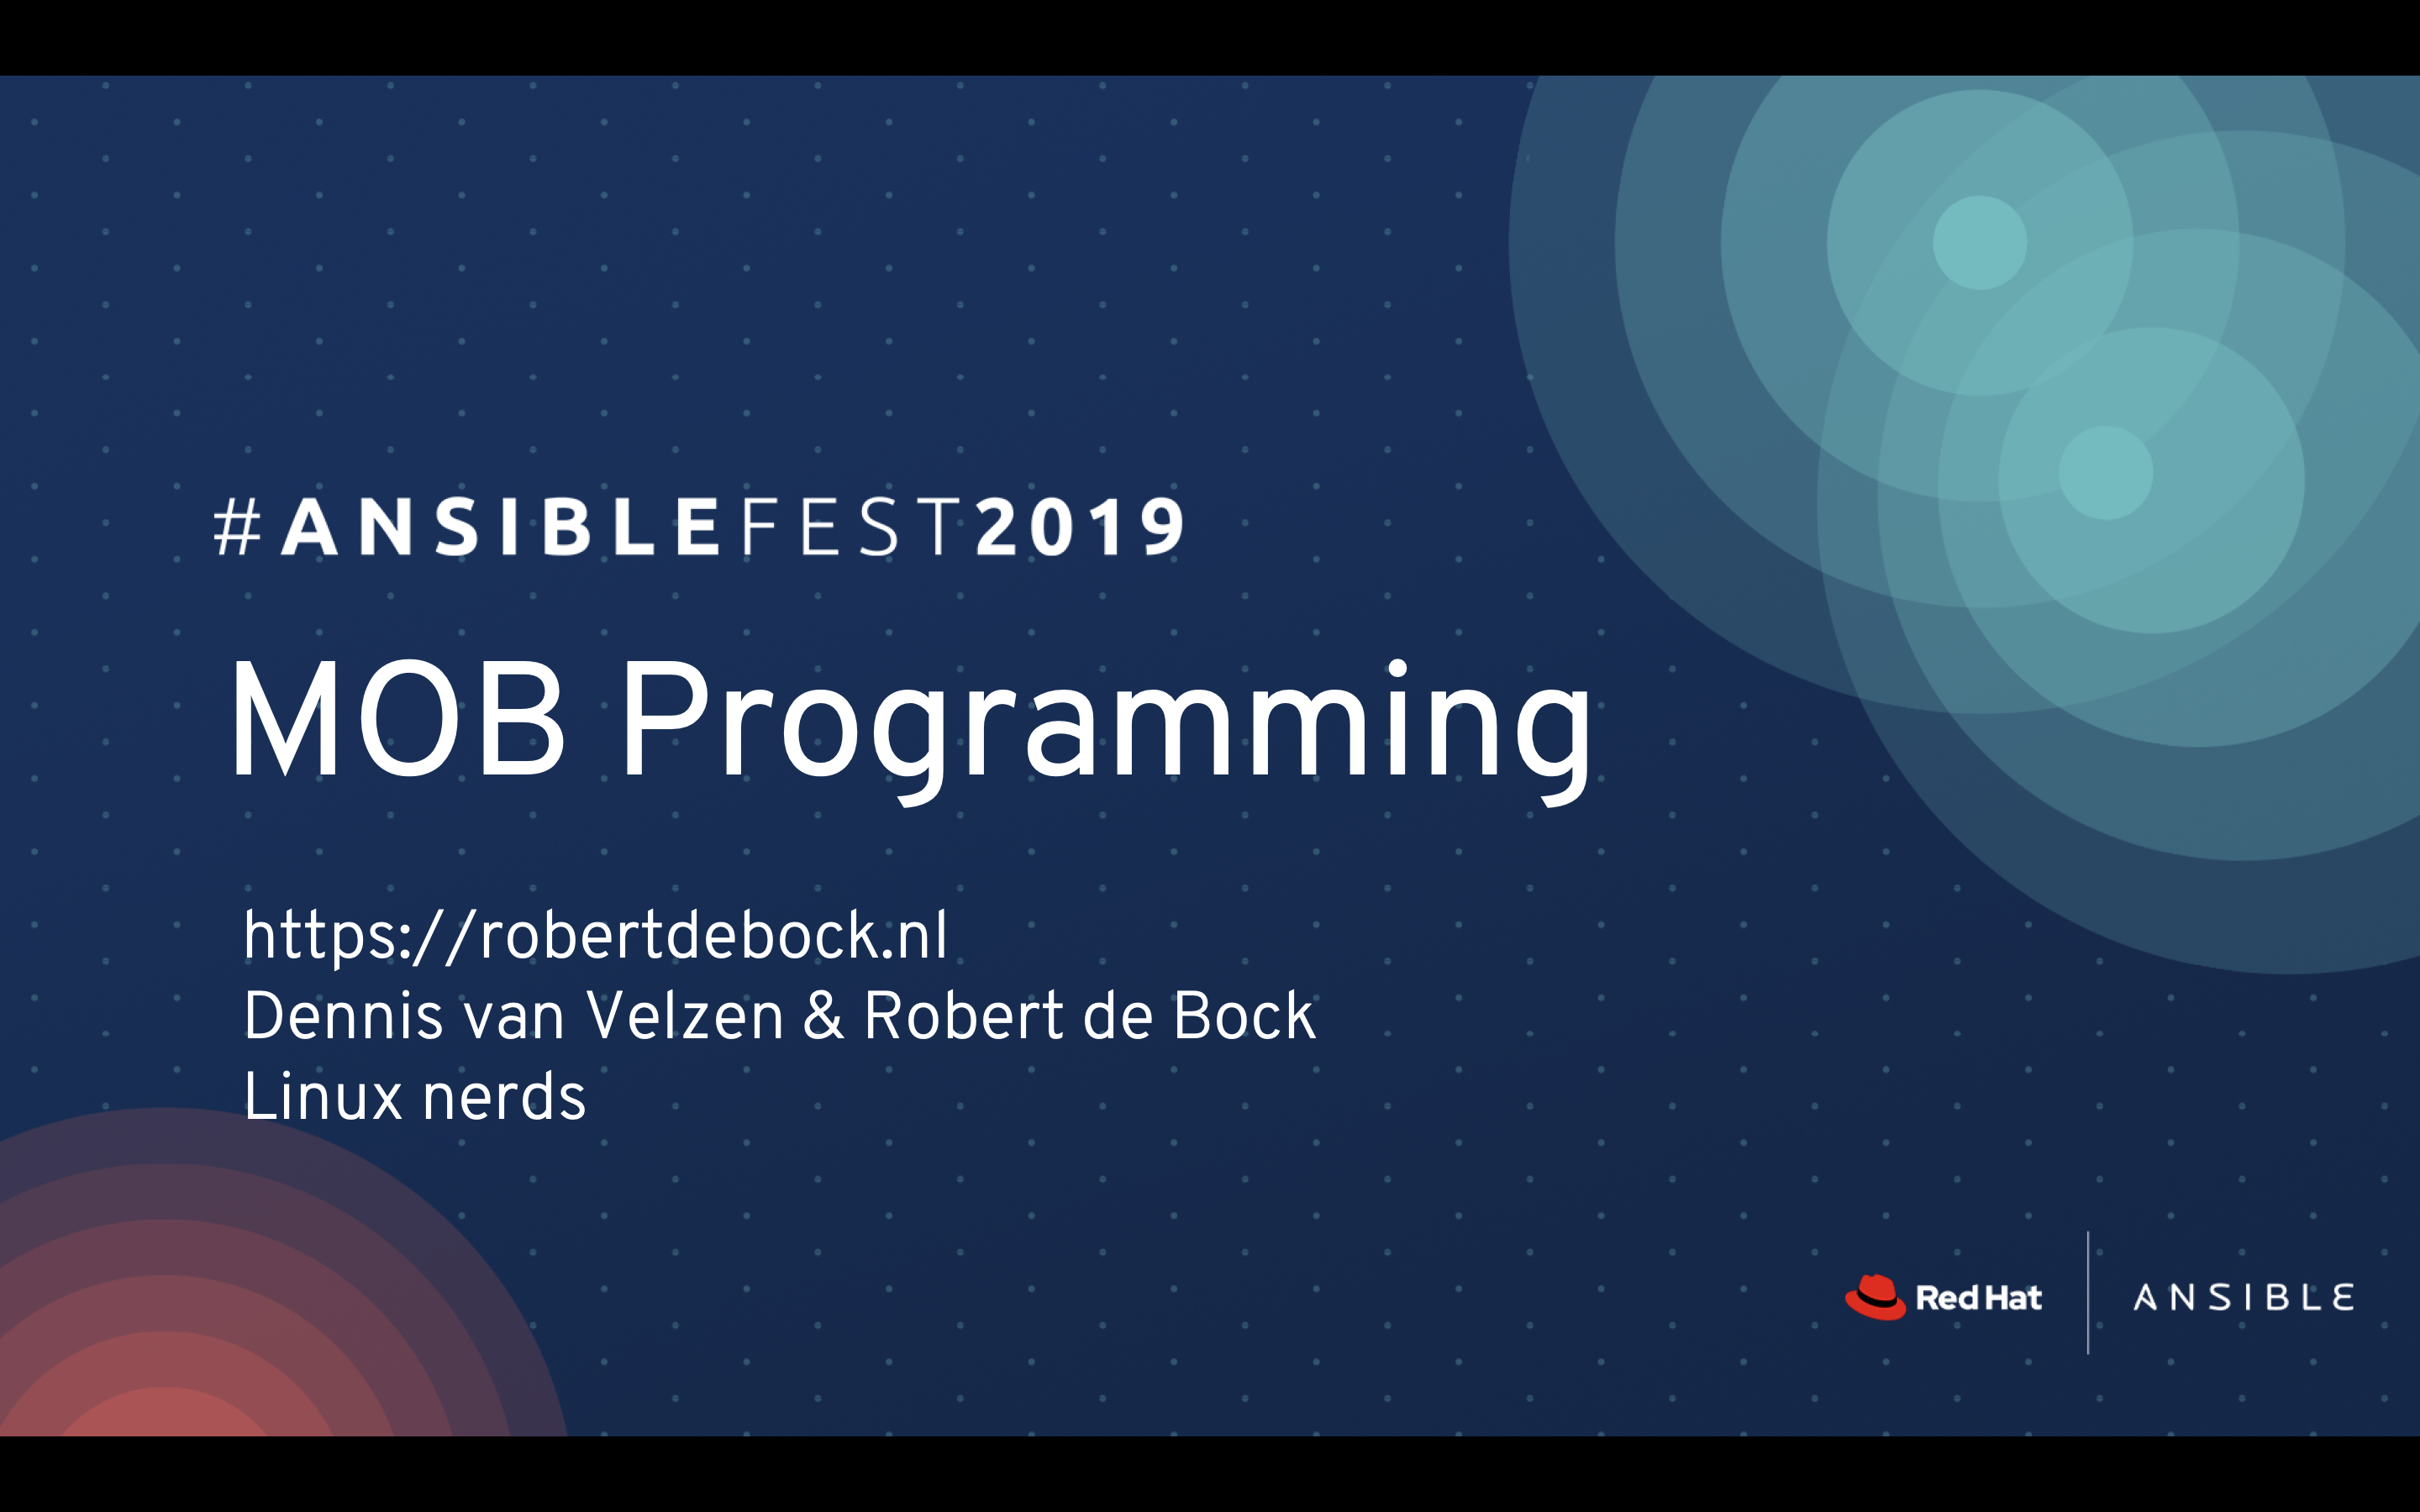 #ANSIBLEFEST2019
MOB Programming
https://robertdebock.nl
Dennis van Velzen & Robert de Bock
Linux nerds
Red Hat
ANSIBLE